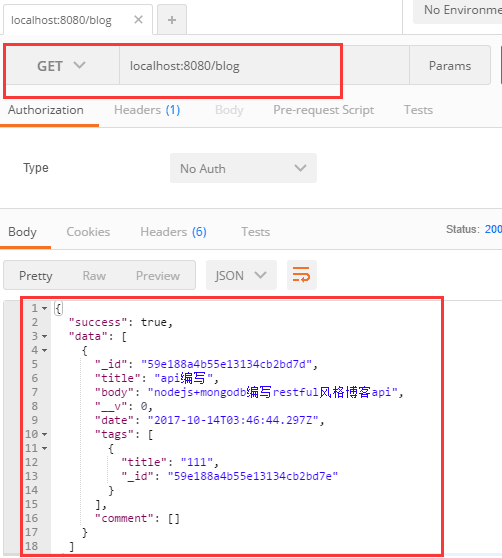 localhost:8080/blog
No Environme
GET
localhost:8080/blog
Params
Authorization Headers (1) Body Pre-request Script Tests
Type
No Auth
Body Cookies Headers (6) Tests
Status: 200
Pretty Raw Preview
JSON
1 {
2 "success": true,
3 "data": [
4 {
5 "_id": "59e188a4b55e13134cb2bd7d",
6 "title": "api编写",
7 "body": "nodejs+mongodb编写restful风格博客api",
8 "__v": 0,
9 "date": "2017-10-14T03:46:44.297Z",
10 "tags": [
11 {
12 "title": "111",
13 "_id": "59e188a4b55e13134cb2bd7e"
14 }
15 ],
16 "comment": []
17 }
18 ]